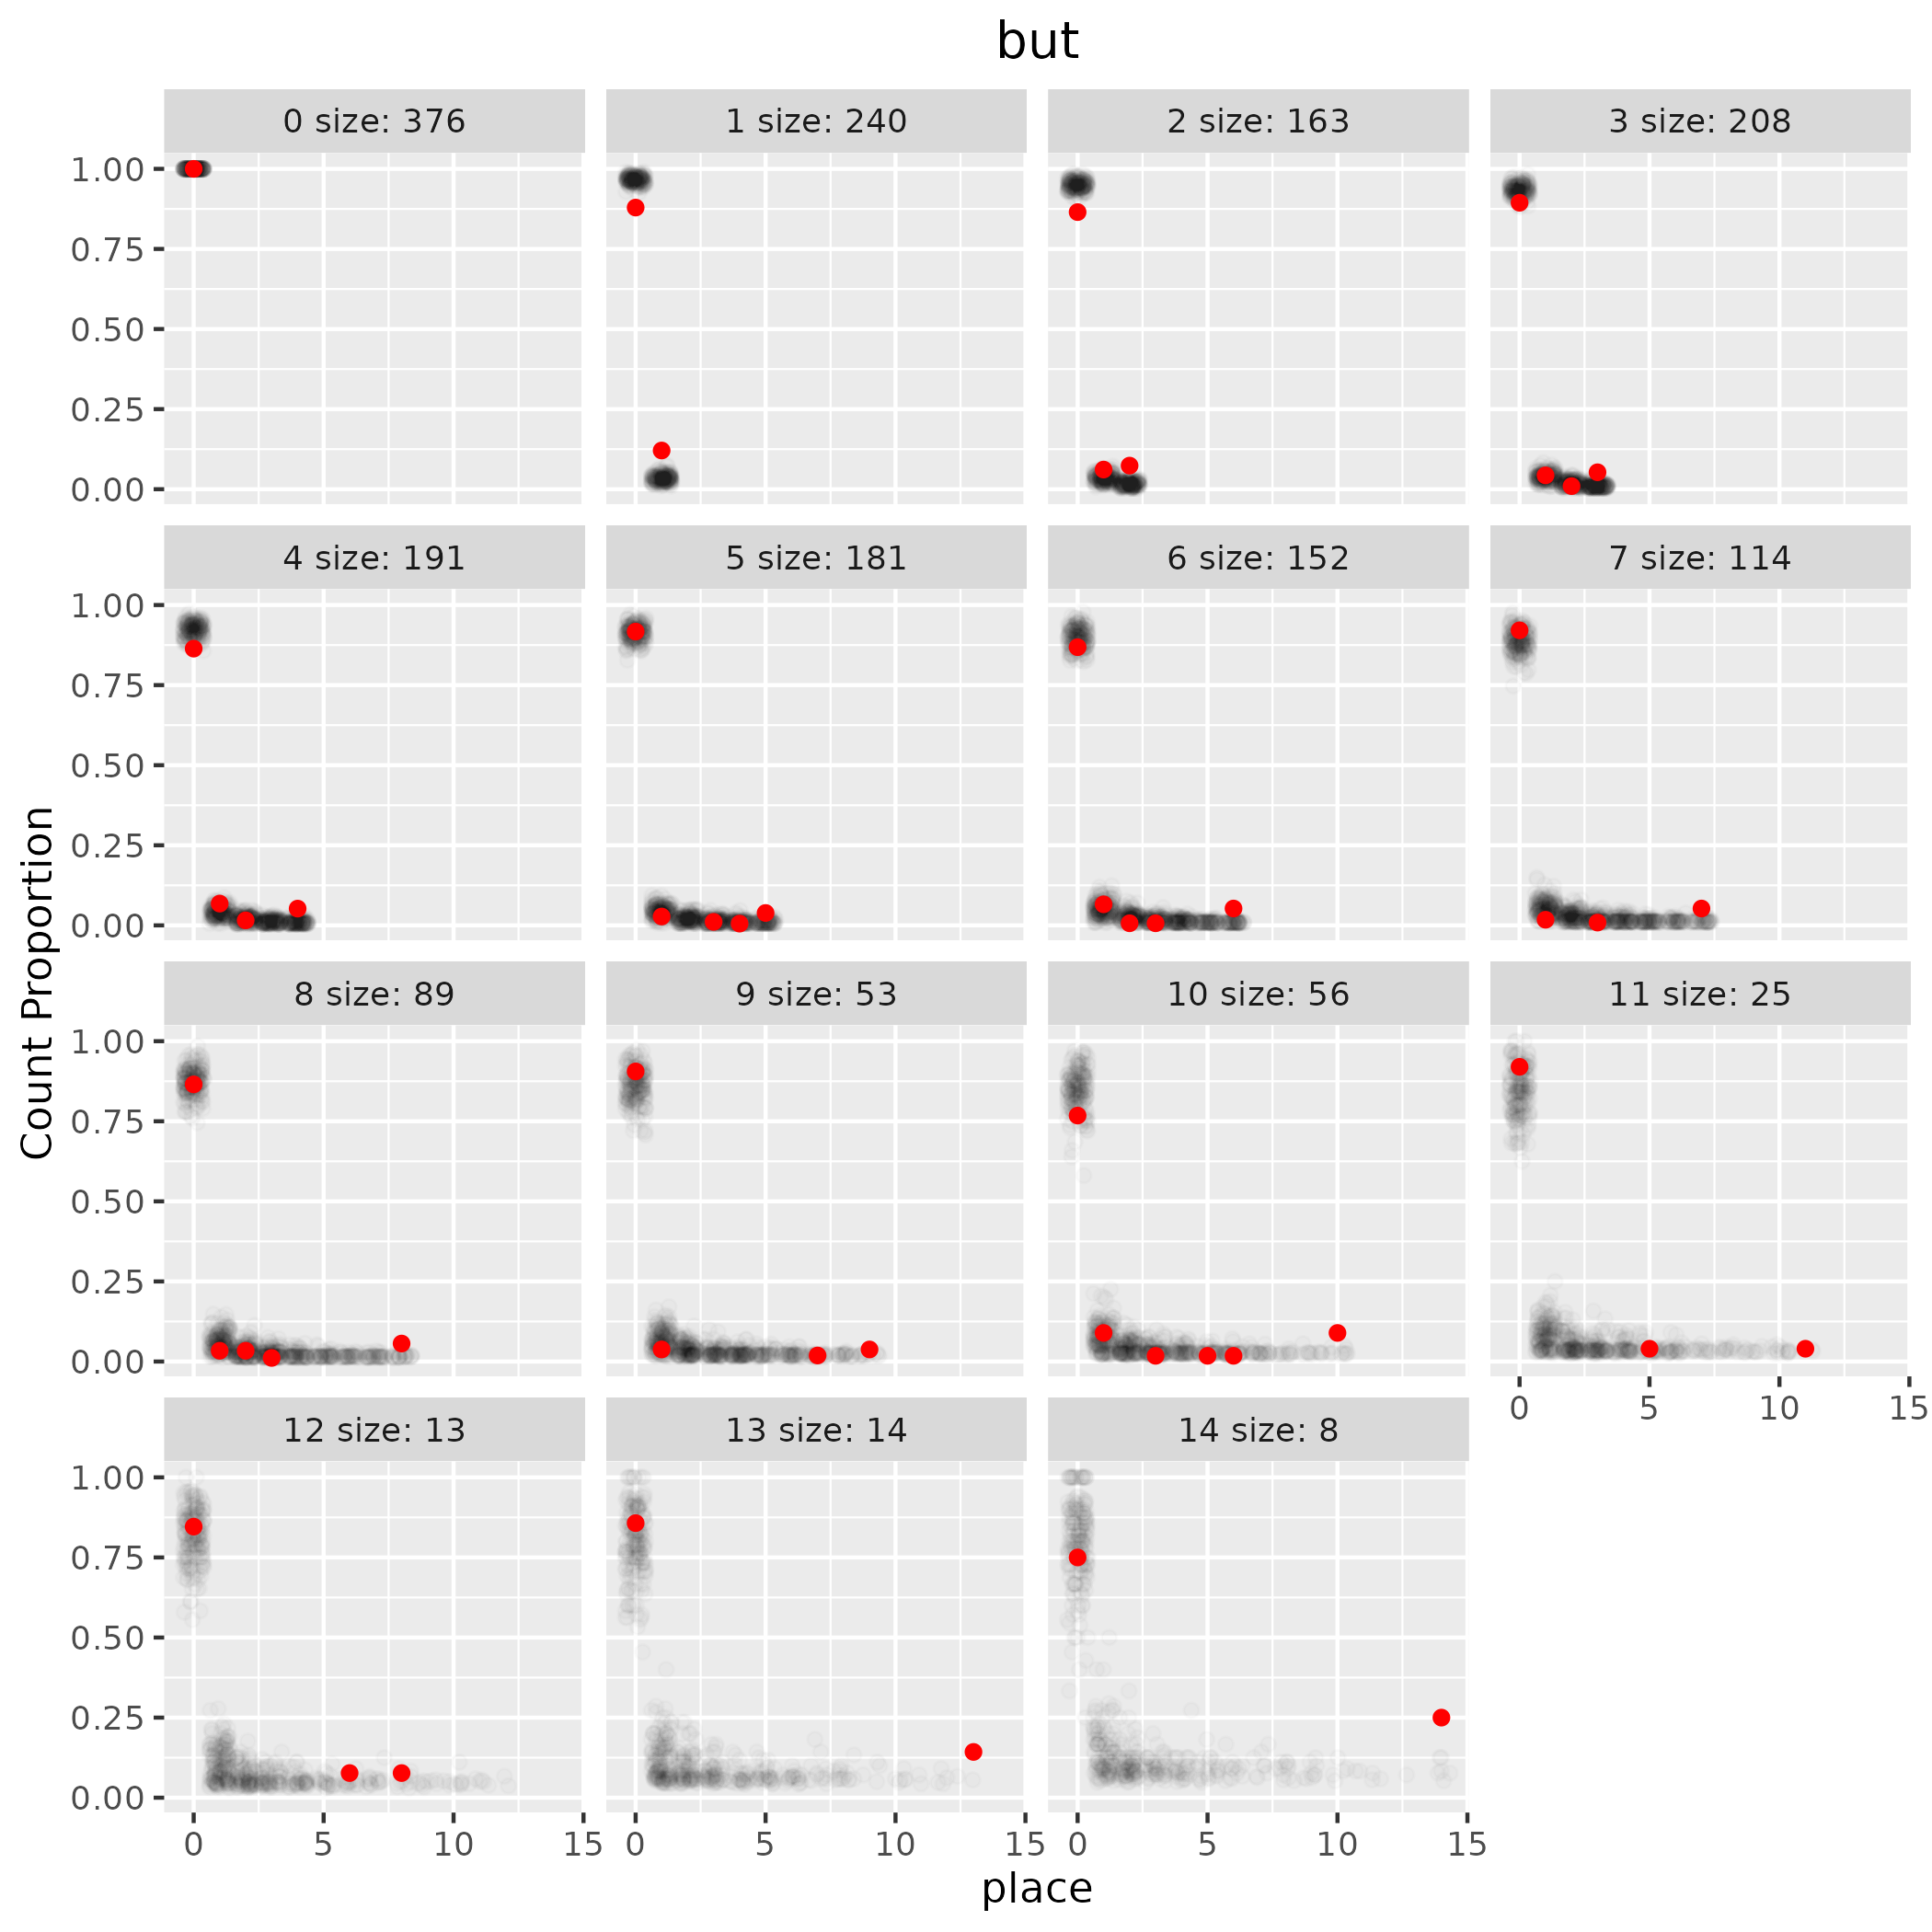 but
0 size: 376
1 size: 240
2 size: 163
3 size: 208
1.00
0.75
0.50
0.25
0.00
4 size: 191
5 size: 181
6 size: 152
7 size: 114
1.00
0.75
0.50
0.25
0.00
Count Proportion
8 size: 89
9 size: 53
10 size: 56
11 size: 25
1.00
0.75
0.50
0.25
0.00
0 5 10 15
12 size: 13
13 size: 14
14 size: 8
1.00
0.75
0.50
0.25
0.00
0 5 10 15
0 5 10 15
0 5 10 15
place